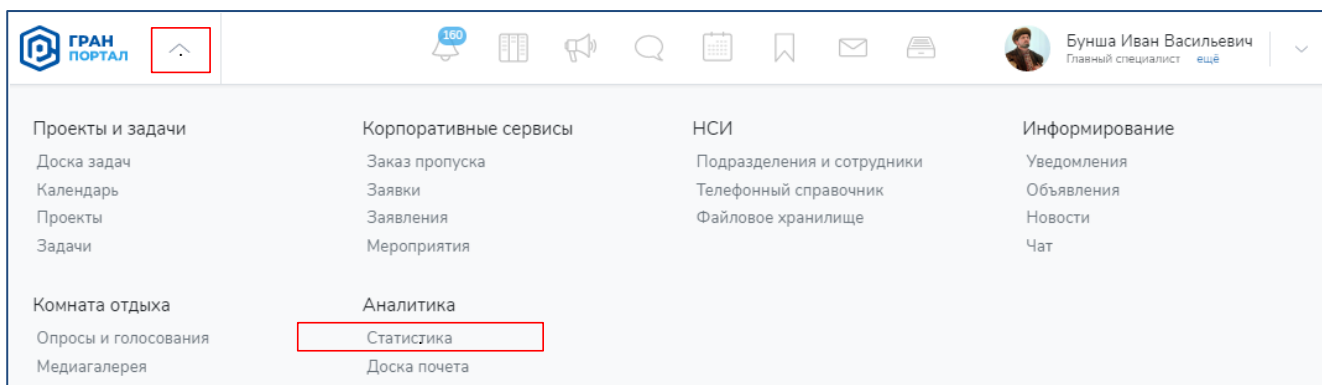 ГРАН
ПОРТАЛ
160
Бунша Иван Васильевич
Главный специалист ещё
Проекты и задачи
Доска задач
Календарь
Проекты
Задачи
Корпоративные сервисы
Заказ пропуска
Заявки
Заявления
Мероприятия
НСИ
Подразделения и сотрудники
Телефонный справочник
Файловое хранилище
Информирование
Уведомления
Объявления
Новости
Чат
Комната отдыха
Опросы и голосования
Медиагалерея
Аналитика
Статистика
Доска почета